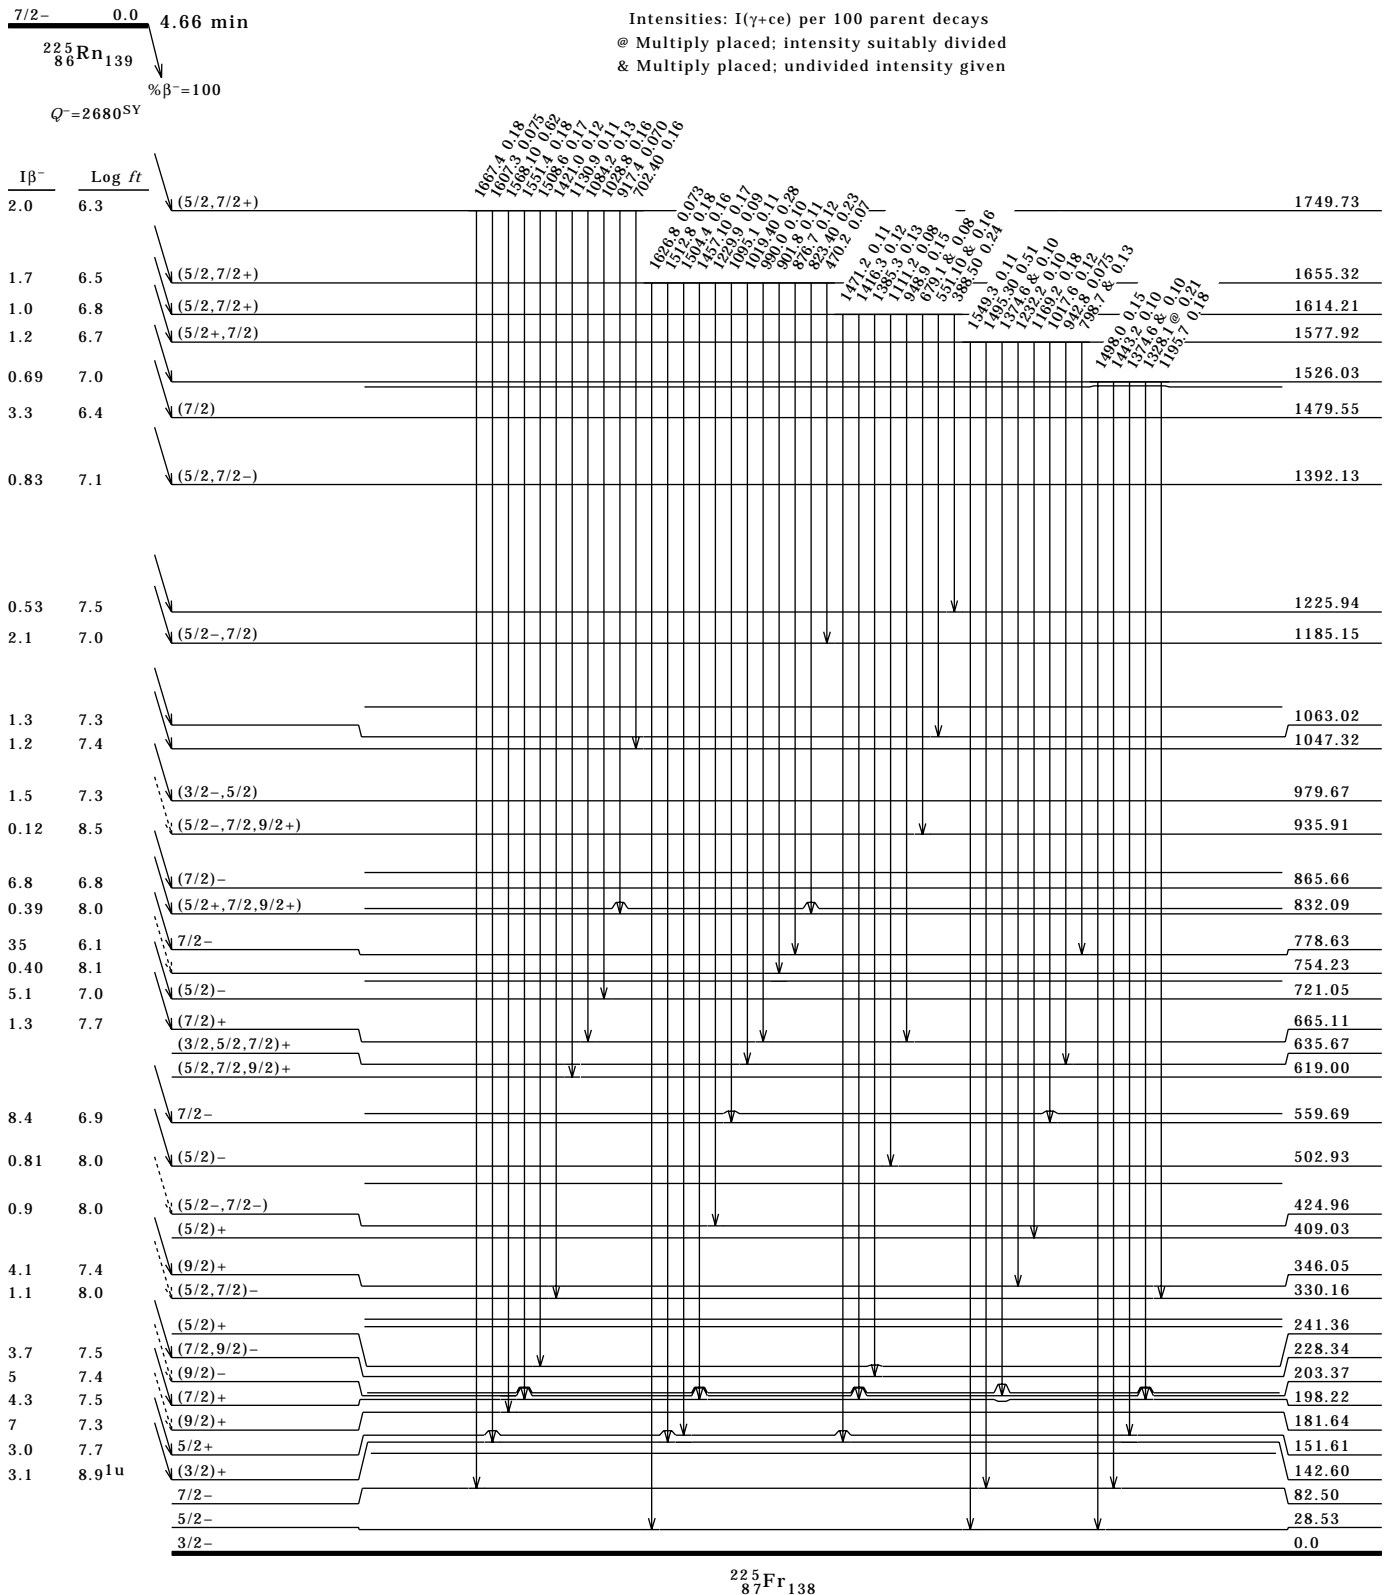 7/2– 0.0 4.66 min
225 86 Rn 139
%β–=100
Q–=2680SY
Intensities: I(γ+ce) per 100 parent decays
@ Multiply placed; intensity suitably divided
& Multiply placed; undivided intensity given
1667.4 0.18
1607.3 0.075
1568.10 0.62
1551.4 0.18
1508.6 0.17
1421.0 0.12
1130.9 0.11
1084.2 0.13
1028.8 0.16
917.4 0.070
702.40 0.16
1626.8 0.073
1512.8 0.18
1504.4 0.16
1457.10 0.17
1229.9 0.09
1095.1 0.11
1019.40 0.28
990.0 0.10
901.8 0.11
876.7 0.12
823.40 0.23
470.2 0.07
1471.2 0.11
1416.3 0.12
1385.3 0.13
1111.2 0.08
948.9 0.15
679.1 & 0.08
551.10 & 0.16
388.50 0.24
1549.3 0.11
1495.30 0.51
1374.6 & 0.10
1232.2 0.10
1169.2 0.18
1017.6 0.12
942.8 0.075
798.7 & 0.13
1498.0 0.15
1443.2 0.10
1374.6 & 0.10
1328.1 @ 0.21
1195.7 0.18
Iβ– Log ft
2.0 6.3 (5/2,7/2+) 1749.73
1.7 6.5 (5/2,7/2+) 1655.32
1.0 6.8 (5/2,7/2+) 1614.21
1.2 6.7 (5/2+,7/2) 1577.92
0.69 7.0 1526.03
3.3 6.4 (7/2) 1479.55
0.83 7.1 (5/2,7/2–) 1392.13
0.53 7.5 1225.94
2.1 7.0 (5/2–,7/2) 1185.15
1.3 7.3 1063.02
1.2 7.4 1047.32
1.5 7.3 (3/2–,5/2) 979.67
0.12 8.5 (5/2–,7/2,9/2+) 935.91
6.8 6.8 (7/2)– 865.66
0.39 8.0 (5/2+,7/2,9/2+) 832.09
35 6.1 7/2– 778.63
0.40 8.1 754.23
5.1 7.0 (5/2)– 721.05
1.3 7.7 (7/2)+ 665.11
(3/2,5/2,7/2)+ 635.67
(5/2,7/2,9/2)+ 619.00
8.4 6.9 7/2– 559.69
0.81 8.0 (5/2)– 502.93
0.9 8.0 (5/2–,7/2–) 424.96
(5/2)+ 409.03
4.1 7.4 (9/2)+ 346.05
1.1 8.0 (5/2,7/2)– 330.16
(5/2)+ 241.36
3.7 7.5 (7/2,9/2)– 228.34
5 7.4 (9/2)– 203.37
4.3 7.5 (7/2)+ 198.22
7 7.3 (9/2)+ 181.64
3.0 7.7 5/2+ 151.61
3.1 8.9 1u (3/2)+ 142.60
7/2– 82.50
5/2– 28.53
3/2– 0.0
225 87 Fr 138